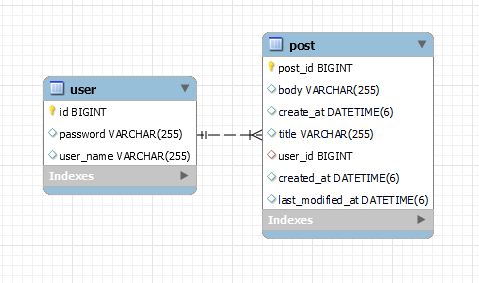 user
id BIGINT
password VARCHAR(255)
user_name VARCHAR(255)
Indexes
post
post_id BIGINT
body VARCHAR(255)
create_at DATETIME(6)
title VARCHAR(255)
user_id BIGINT
created_at DATETIME(6)
last_modified_at DATETIME(6)
Indexes